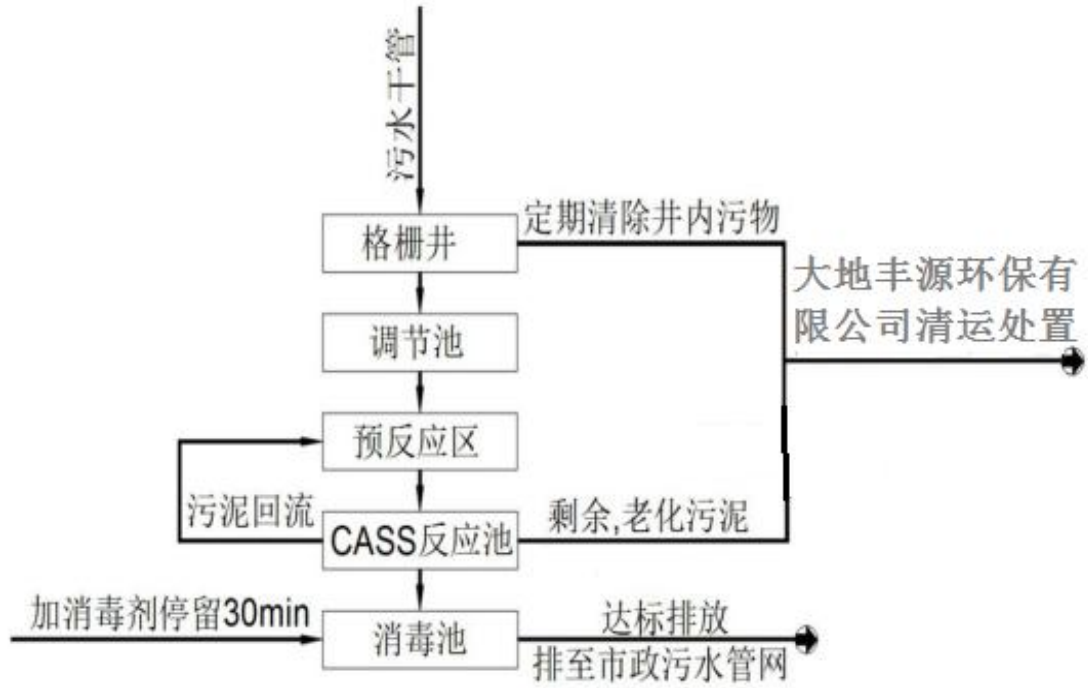 污水干管
格栅井
定期清除井内污物
大地丰源环保有
限公司清运处置
调节池
预反应区
污泥回流
CASS反应池
剩余,老化污泥
加消毒剂停留30min
消毒池
达标排放
排至市政污水管网